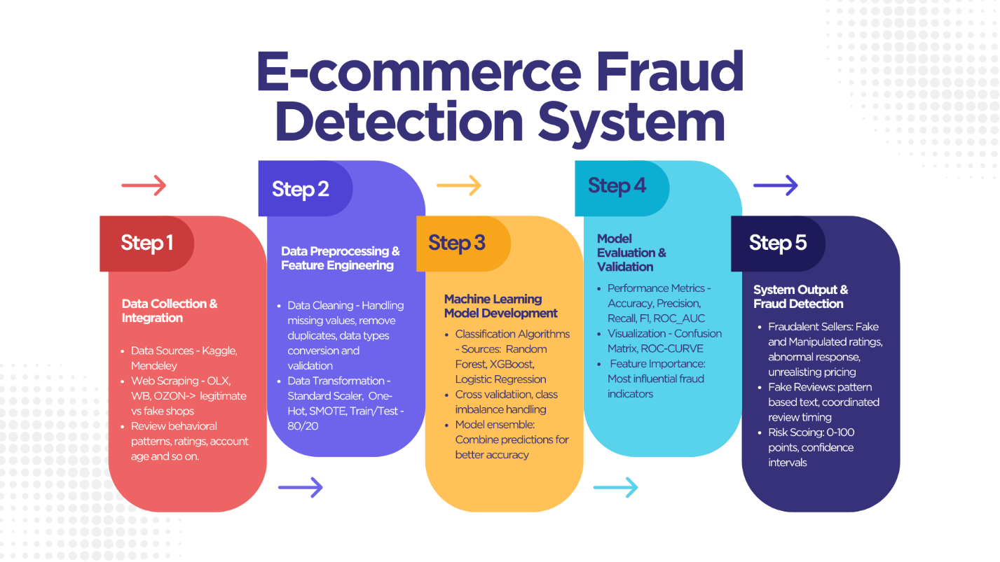 E-commerce Fraud
Detection System
Step 1
Data Collection &
Integration
• Data Sources - Kaggle,
Mendeley
• Web Scraping - OLX,
WB, OZON-> legitimate
vs fake shops
• Review behavioral
patterns, ratings, account
age and so on.
Step 2
Data Preprocessing &
Feature Engineering
• Data Cleaning - Handling
missing values, remove
duplicates, data types
conversion and
validation
• Data Transformation -
Standard Scaler, One-
Hot, SMOTE, Train/Test -
80/20
Step 3
Machine Learning
Model Development
• Classification Algorithms
- Sources: Random
Forest, XGBoost,
Logistic Regression
• Cross validatiion, class
imbalance handling
• Model ensemble:
Combine predictions for
better accuracy
Step 4
Model
Evaluation &
Validation
• Performance Metrics -
Accuracy, Precision,
Recall, F1, ROC_AUC
• Visualization - Confusion
Matrix, ROC-CURVE
• Feature Importance:
Most influential fraud
indicators
Step 5
System Output &
Fraud Detection
• Fraudalent Sellers: Fake
and Manipulated ratings,
abnormal response,
unrealisting pricing
• Fake Reviews: pattern
based text, coordinated
review timing
• Risk Scoing: 0-100
points, confidence
intervals